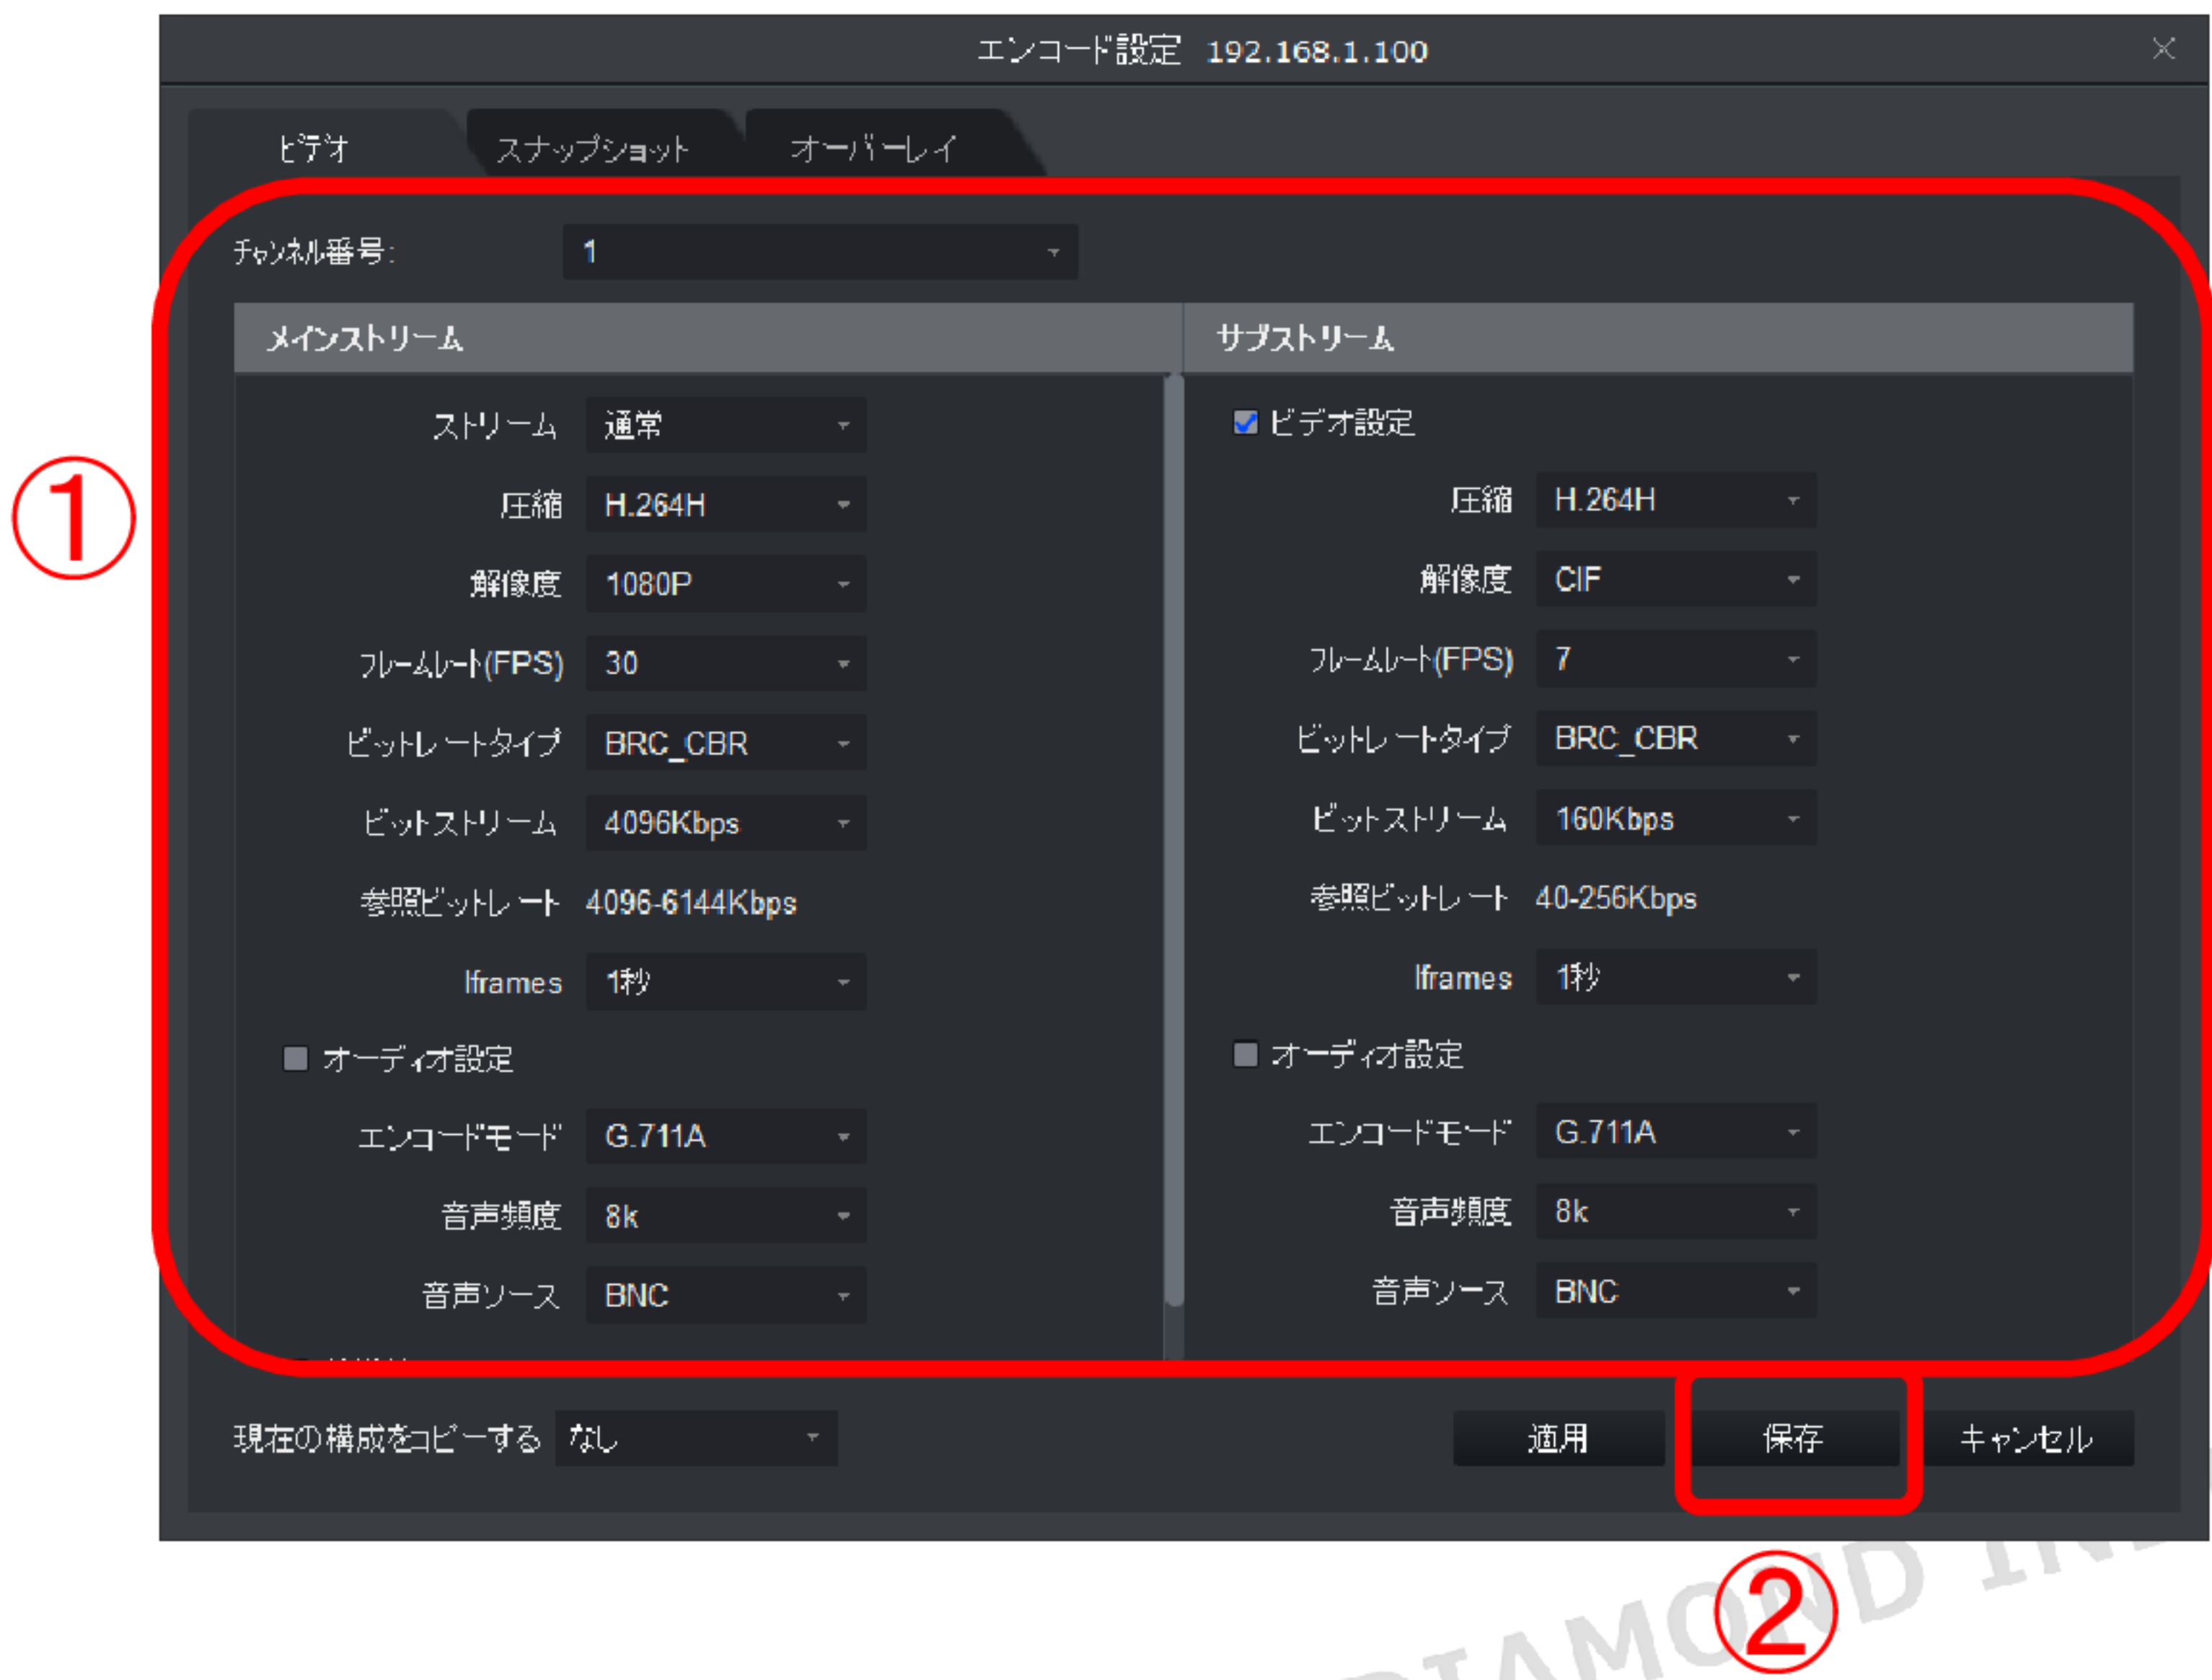 エンコード設定 192.168.1.100
ビデオ スナップショット オーバーレイ
チャンネル番号: 1
メインストリーム サブストリーム
ストリーム 通常 ビデオ設定
圧縮 H.264H 圧縮 H.264H
①
解像度 1080P 解像度 CIF
フレームレート(FPS) 30 フレームレート(FPS) 7
ビットレートタイプ BRC_CBR ビットレートタイプ BRC_CBR
ビットストリーム 4096Kbps ビットストリーム 160Kbps
参照ビットレート 4096-6144Kbps 参照ビットレート 40-256Kbps
Iframes 1秒 Iframes 1秒
オーディオ設定 オーディオ設定
エンコードモード G.711A エンコードモード G.711A
音声頻度 8k 音声頻度 8k
音声ソース BNC 音声ソース BNC
現在の構成をコピーする なし 適用 保存 キャンセル
②
DIAMOND